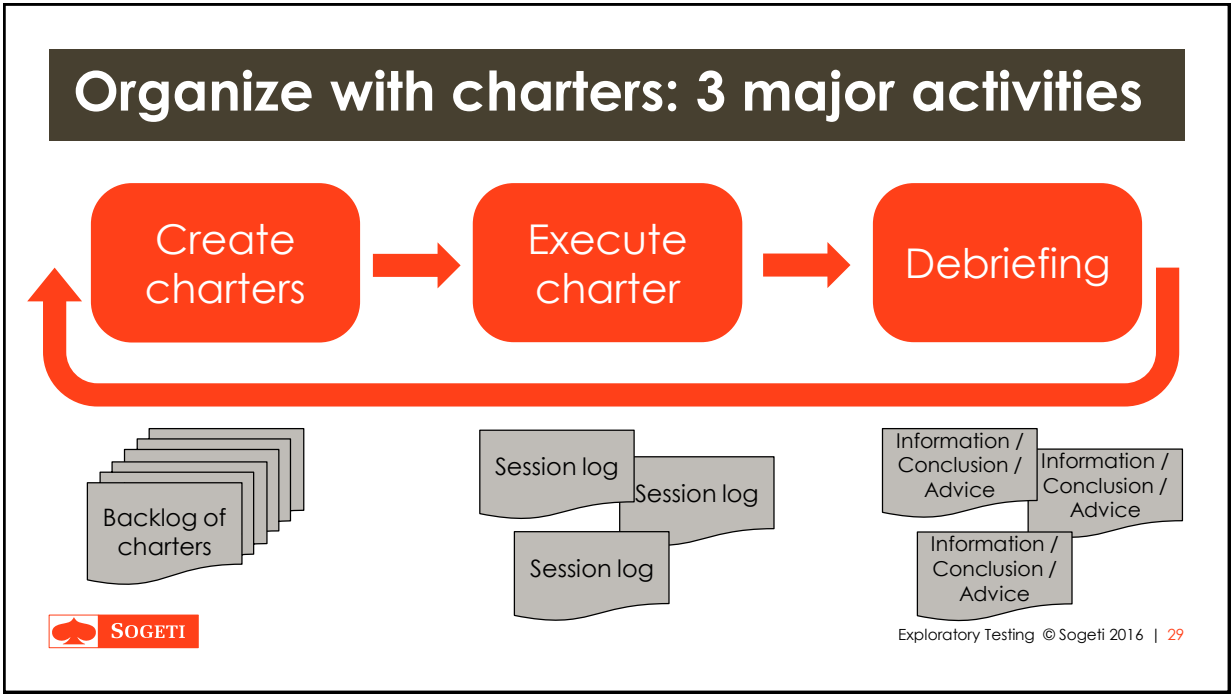 Organize with charters: 3 major activities
Create
charters
Execute
charter
Debriefing
Backlog of
charters
Session log
Session log
Session log
Information /
Conclusion /
Advice
Information /
Conclusion /
Advice
Information /
Conclusion /
Advice
SOGETI
Exploratory Testing © Sogeti 2016 | 29